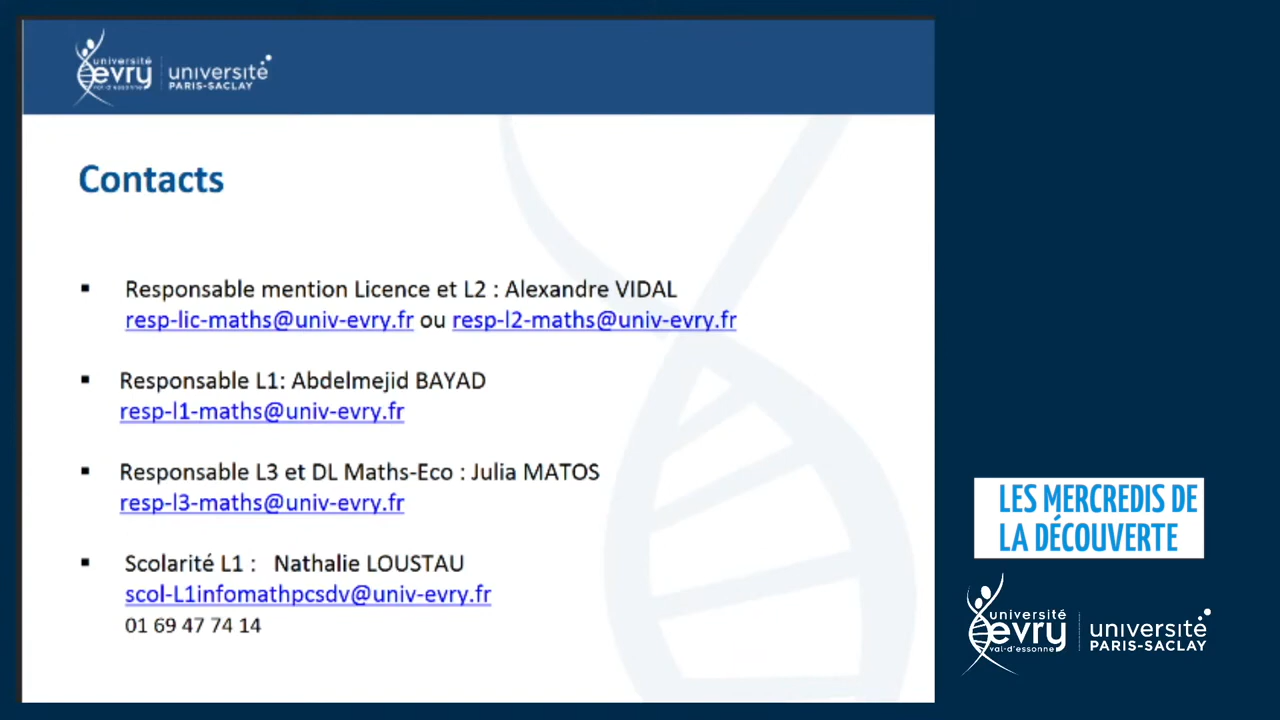 université
evry
val-d'essonne
université
PARIS-SACLAY
Contacts
▪ Responsable mention Licence et L2 : Alexandre VIDAL
resp-lic-maths@univ-evry.fr ou resp-l2-maths@univ-evry.fr
▪ Responsable L1: Abdelmejid BAYAD
resp-l1-maths@univ-evry.fr
▪ Responsable L3 et DL Maths-Eco : Julia MATOS
resp-l3-maths@univ-evry.fr
▪ Scolarité L1 : Nathalie LOUSTAU
scol-L1infomathpcsdv@univ-evry.fr
01 69 47 74 14
LES MERCREDIS DE
LA DÉCOUVERTE
université
evry
val-d'essonne
université
PARIS-SACLAY